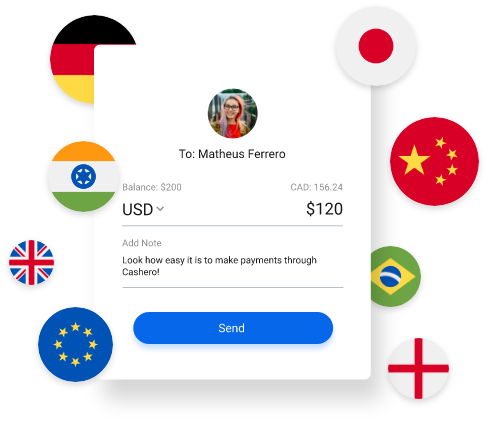 To: Matheus Ferrero
Balance: $200 CAD: 156.24
USD $120
Add Note
Look how easy it is to make payments through
Cashero!
Send